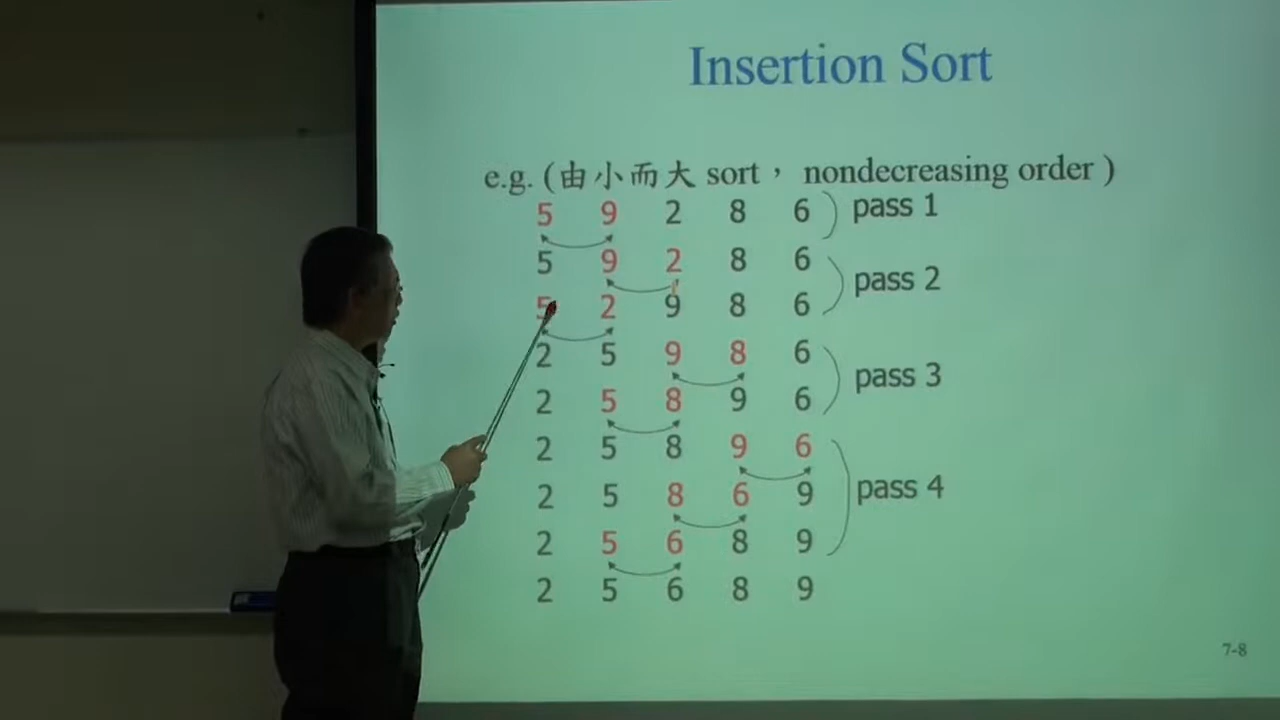 Insertion Sort
e.g. (由小而大 sort， nondecreasing order )
5 9 2 8 6 pass 1
5 9 2 8 6
pass 2
5 2 9 8 6
2 5 9 8 6
pass 3
2 5 8 9 6
2 5 8 9 6
2 5 8 6 9 pass 4
2 5 6 8 9
2 5 6 8 9
7-8